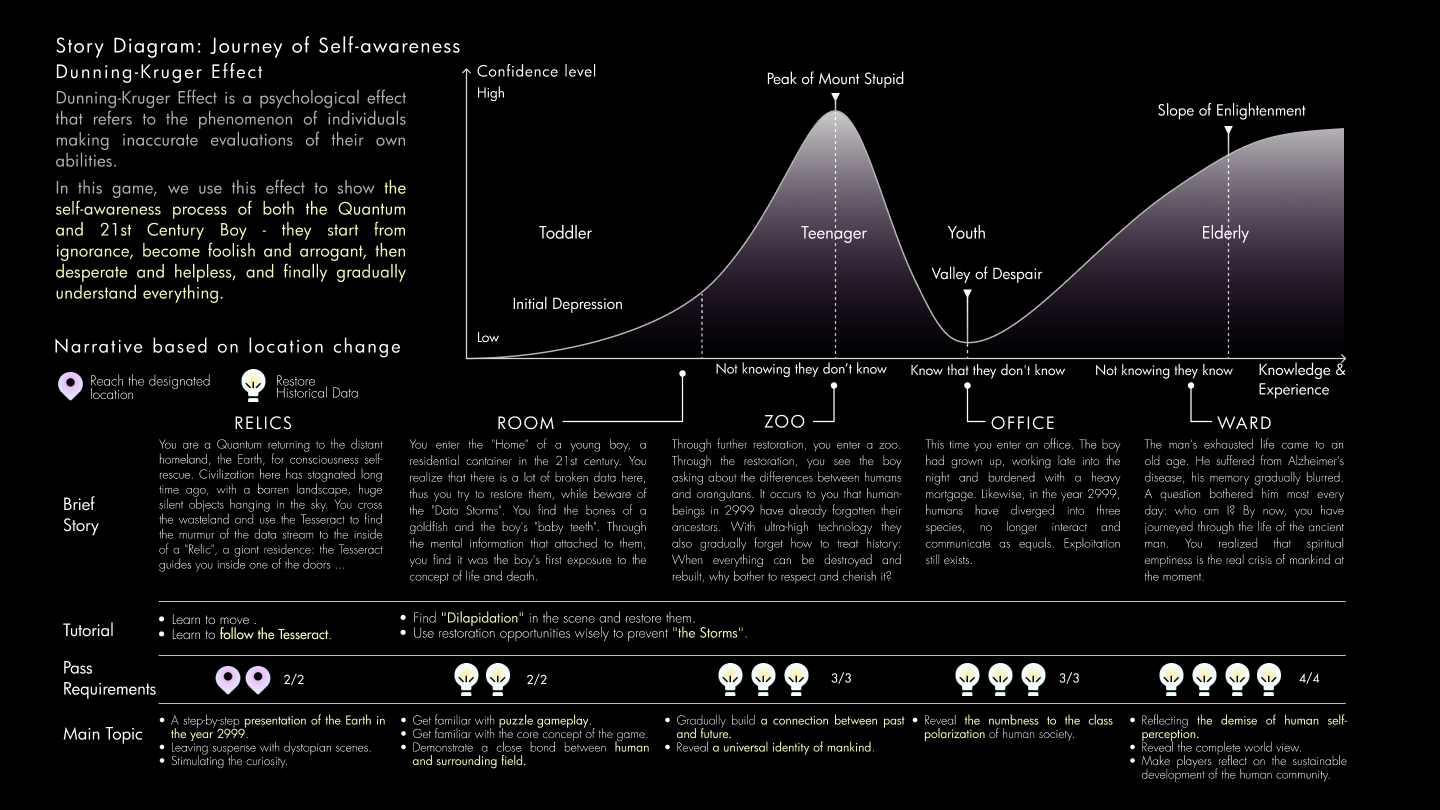 Story Diagram: Journey of Self-awareness
Dunning-Kruger Effect
Dunning-Kruger Effect is a psychological effect
that refers to the phenomenon of individuals
making inaccurate evaluations of their own
abilities.
In this game, we use this effect to show the
self-awareness process of both the Quantum
and 21st Century Boy - they start from
ignorance, become foolish and arrogant, then
desperate and helpless, and finally gradually
understand everything.
Confidence level
High
Peak of Mount Stupid
Slope of Enlightenment
Toddler
Teenager
Youth
Elderly
Valley of Despair
Initial Depression
Low
Not knowing they don't know
Know that they don't know
Not knowing they know
Knowledge &
Experience
Narrative based on location change
Reach the designated
location
Restore
Historical Data
RELICS
ROOM
ZOO
OFFICE
WARD
Brief
Story
You are a Quantum returning to the distant
homeland, the Earth, for consciousness self-
rescue. Civilization here has stagnated long
time ago, with a barren landscape, huge
silent objects hanging in the sky. You cross
the wasteland and use the Tesseract to find
the murmur of the data stream to the inside
of a "Relic", a giant residence: the Tesseract
guides you inside one of the doors ...
You enter the "Home" of a young boy, a
residential container in the 21st century. You
realize that there is a lot of broken data here,
thus you try to restore them, while beware of
the "Data Storms". You find the bones of a
goldfish and the boy's "baby teeth". Through
the mental information that attached to them,
you find it was the boy's first exposure to the
concept of life and death.
Through further restoration, you enter a zoo.
Through the restoration, you see the boy
asking about the differences between humans
and orangutans. It occurs to you that human-
beings in 2999 have already forgotten their
ancestors. With ultra-high technology they
also gradually forget how to treat history:
When everything can be destroyed and
rebuilt, why bother to respect and cherish it?
This time you enter an office. The boy
had grown up, working late into the
night and burdened with a heavy
mortgage. Likewise, in the year 2999,
humans have diverged into three
species, no longer interact and
communicate as equals. Exploitation
still exists.
The man's exhausted life came to an
old age. He suffered from Alzheimer's
disease, his memory gradually blurred.
A question bothered him most every
day: who am I? By now, you have
journeyed through the life of the ancient
man. You realized that spiritual
emptiness is the real crisis of mankind at
the moment.
Tutorial
• Learn to move .
• Learn to follow the Tesseract.
• Find "Dilapidation" in the scene and restore them.
• Use restoration opportunities wisely to prevent "the Storms".
Pass
Requirements
2/2
2/2
3/3
3/3
4/4
Main Topic
• A step-by-step presentation of the Earth in
the year 2999.
• Leaving suspense with dystopian scenes.
• Stimulating the curiosity.
• Get familiar with puzzle gameplay.
• Get familiar with the core concept of the game.
• Demonstrate a close bond between human
and surrounding field.
• Gradually build a connection between past
and future.
• Reveal a universal identity of mankind.
• Reveal the numbness to the class
polarization of human society.
• Reflecting the demise of human self-
perception.
• Reveal the complete world view.
• Make players reflect on the sustainable
development of the human community.